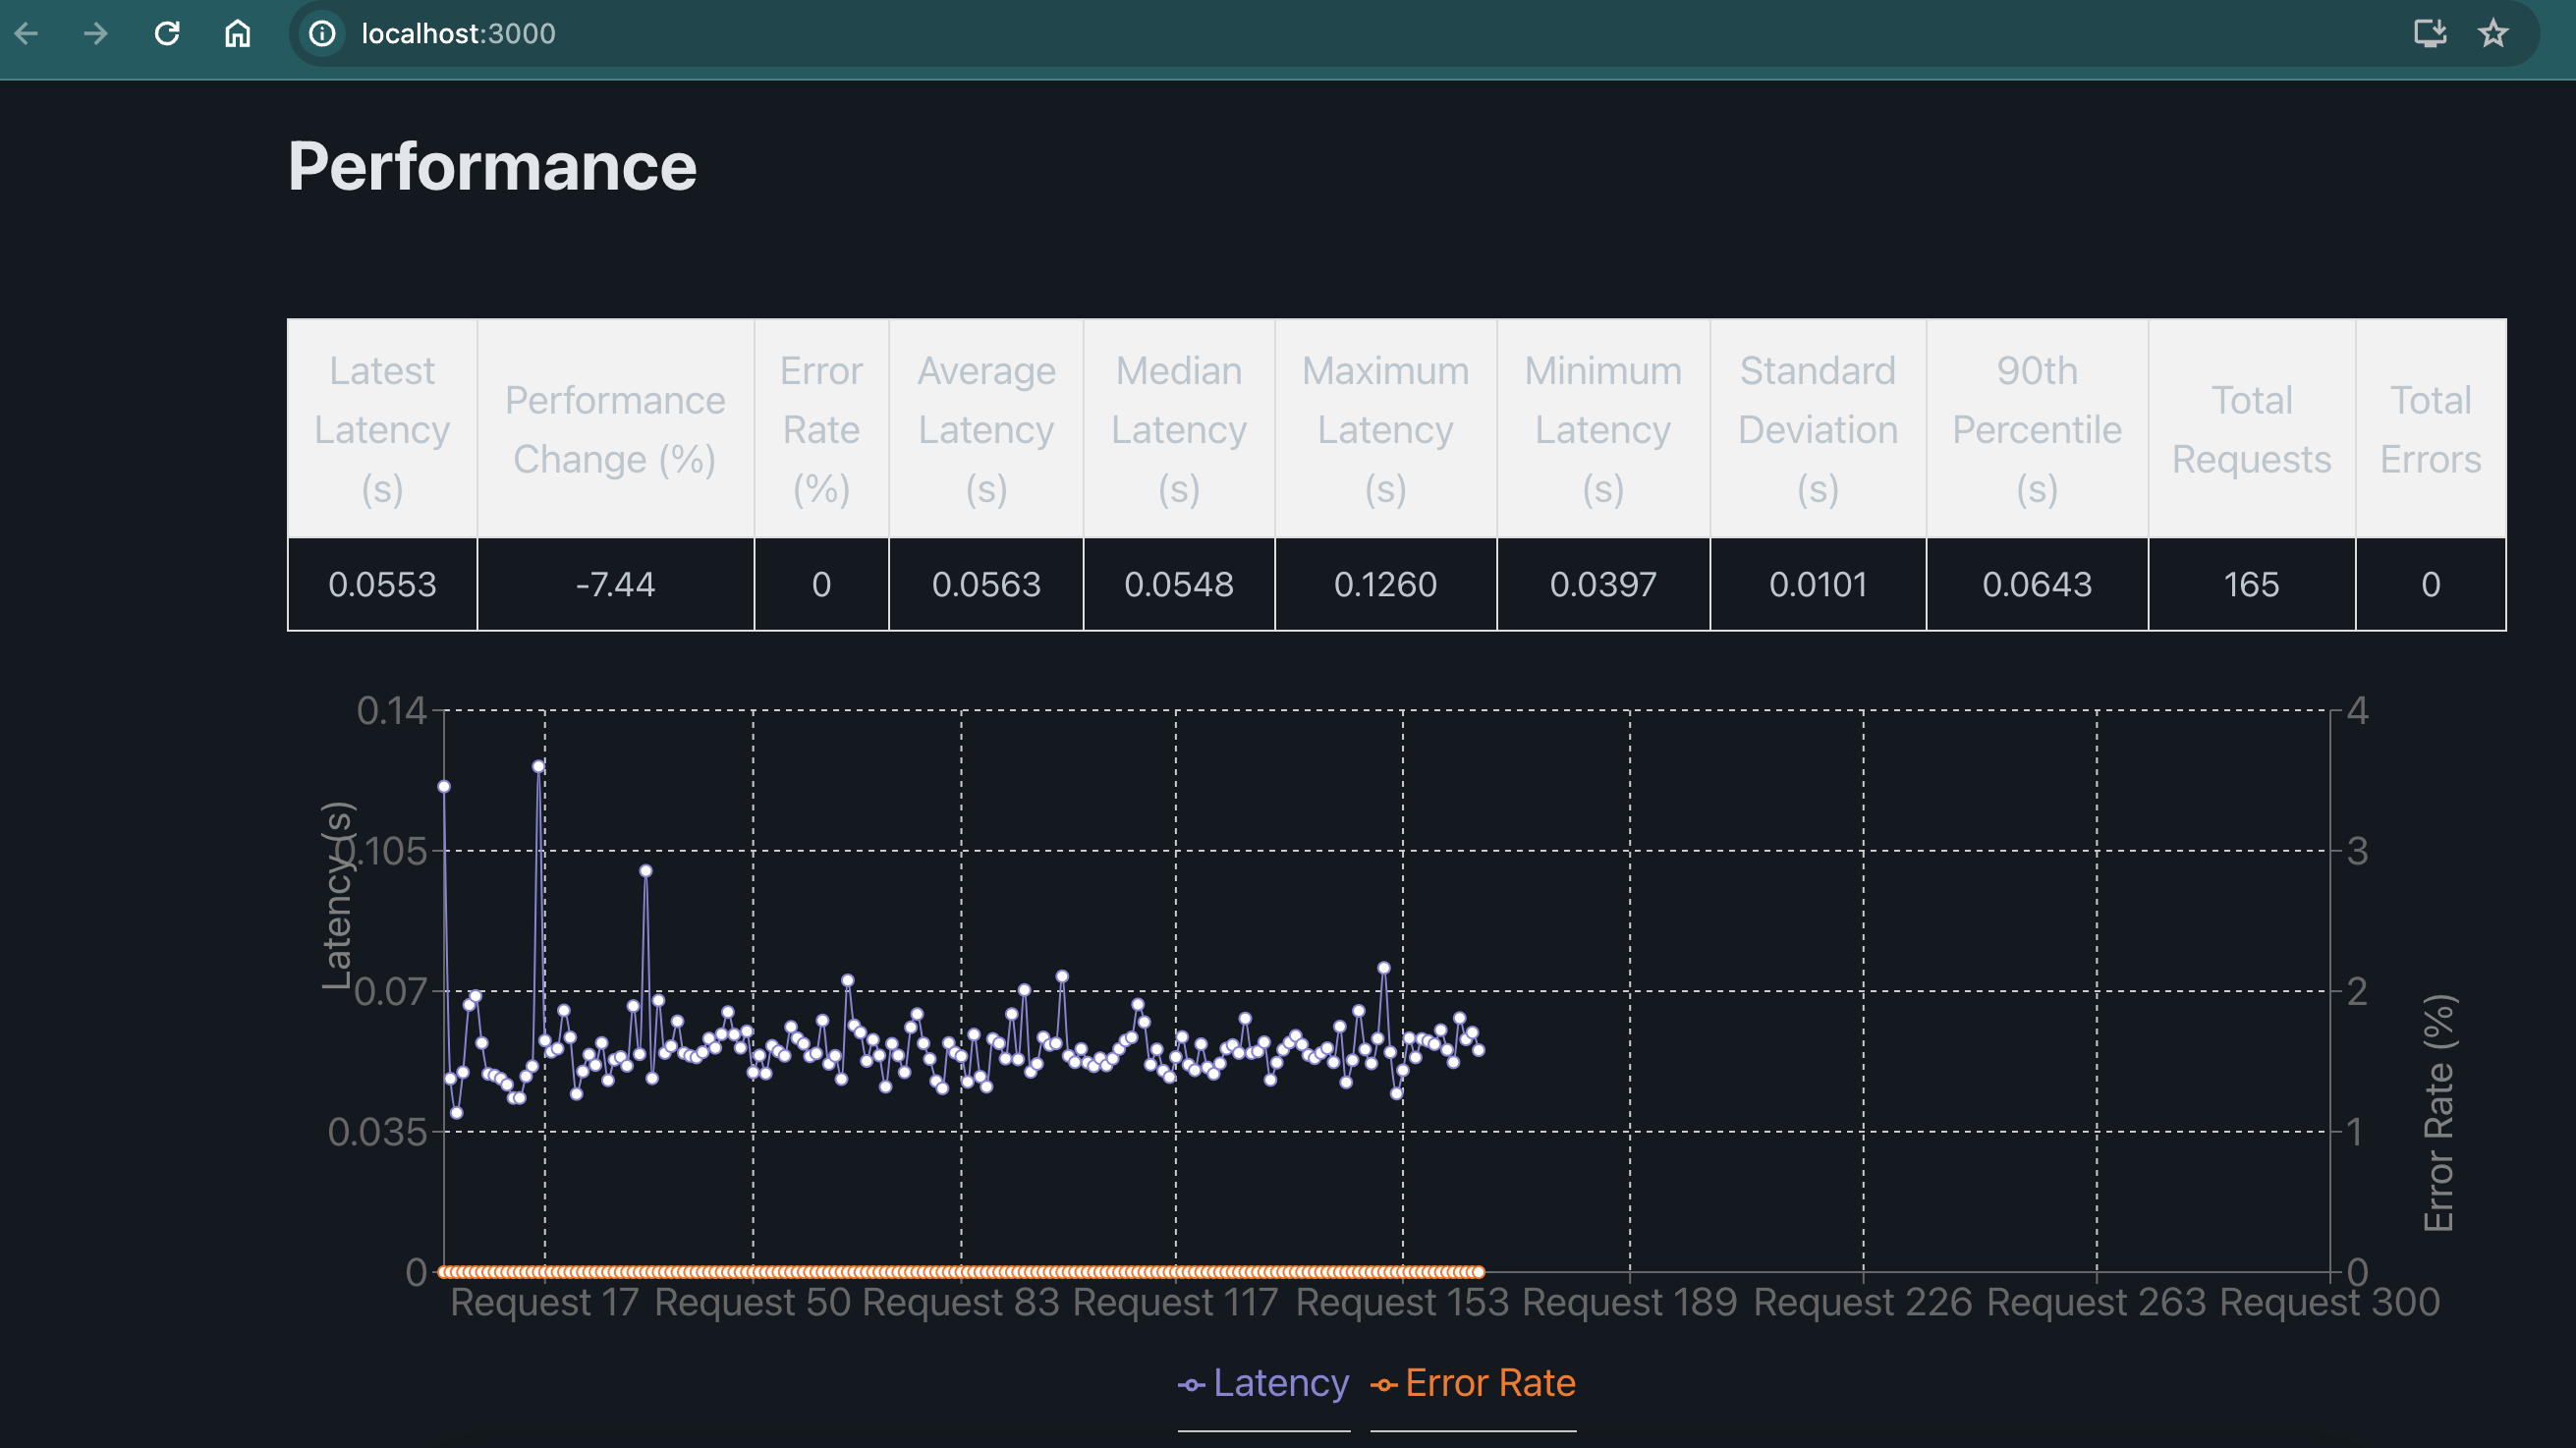 localhost:3000
Performance
Latest Latency (s)
Performance Change (%)
Error Rate (%)
Average Latency (s)
Median Latency (s)
Maximum Latency (s)
Minimum Latency (s)
Standard Deviation (s)
90th Percentile (s)
Total Requests
Total Errors
0.0553 -7.44 0 0.0563 0.0548 0.1260 0.0397 0.0101 0.0643 165 0
0.14
0.105
0.07
0.035
0
Latency (s)
4
3
2
1
0
Error Rate (%)
Request 17 Request 50 Request 83 Request 117 Request 153 Request 189 Request 226 Request 263 Request 300
Latency Error Rate